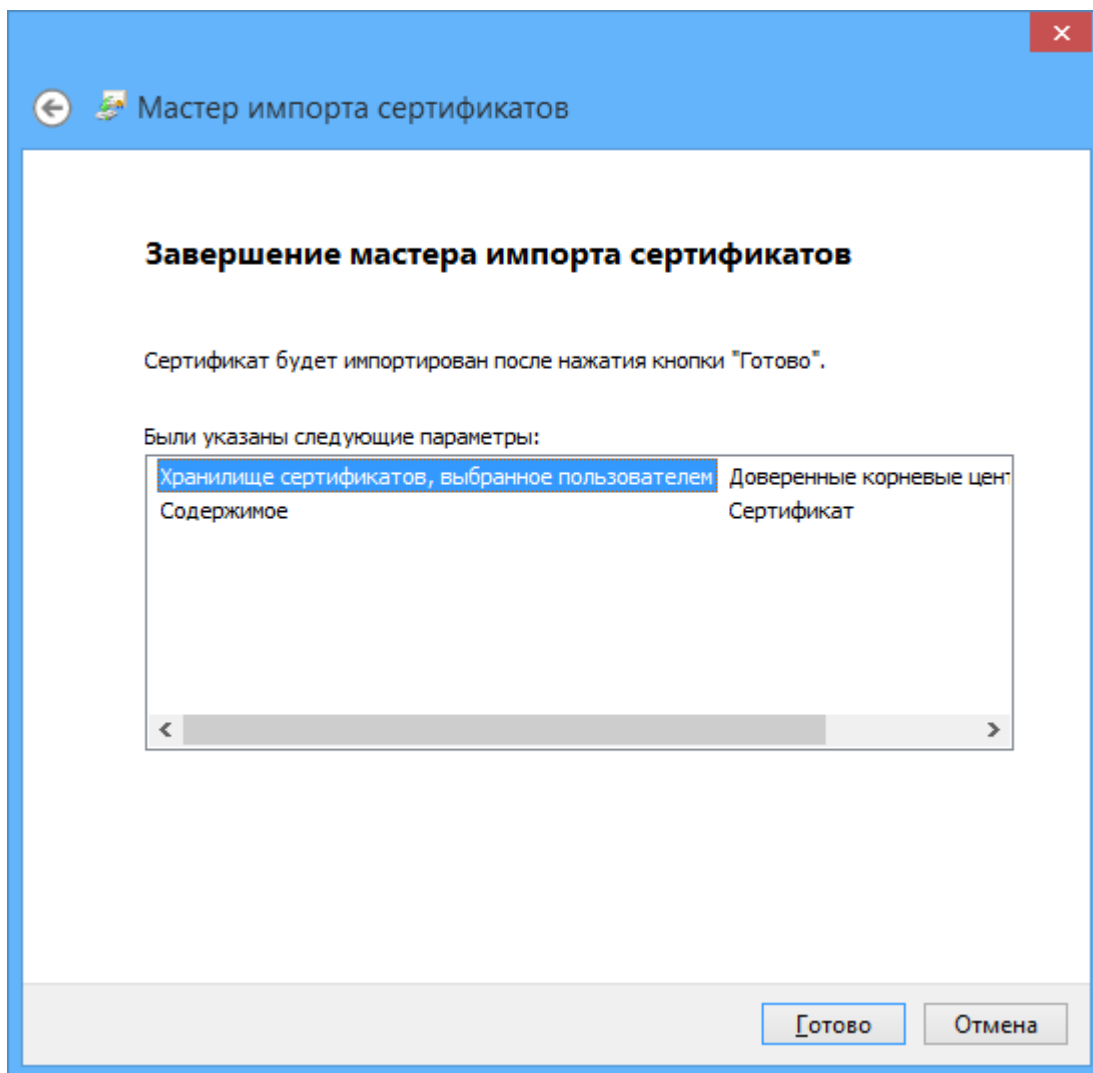 Мастер импорта сертификатов
Завершение мастера импорта сертификатов
Сертификат будет импортирован после нажатия кнопки "Готово".
Были указаны следующие параметры:
Хранилище сертификатов, выбранное пользователем Доверенные корневые цент
Содержимое Сертификат
Готово Отмена